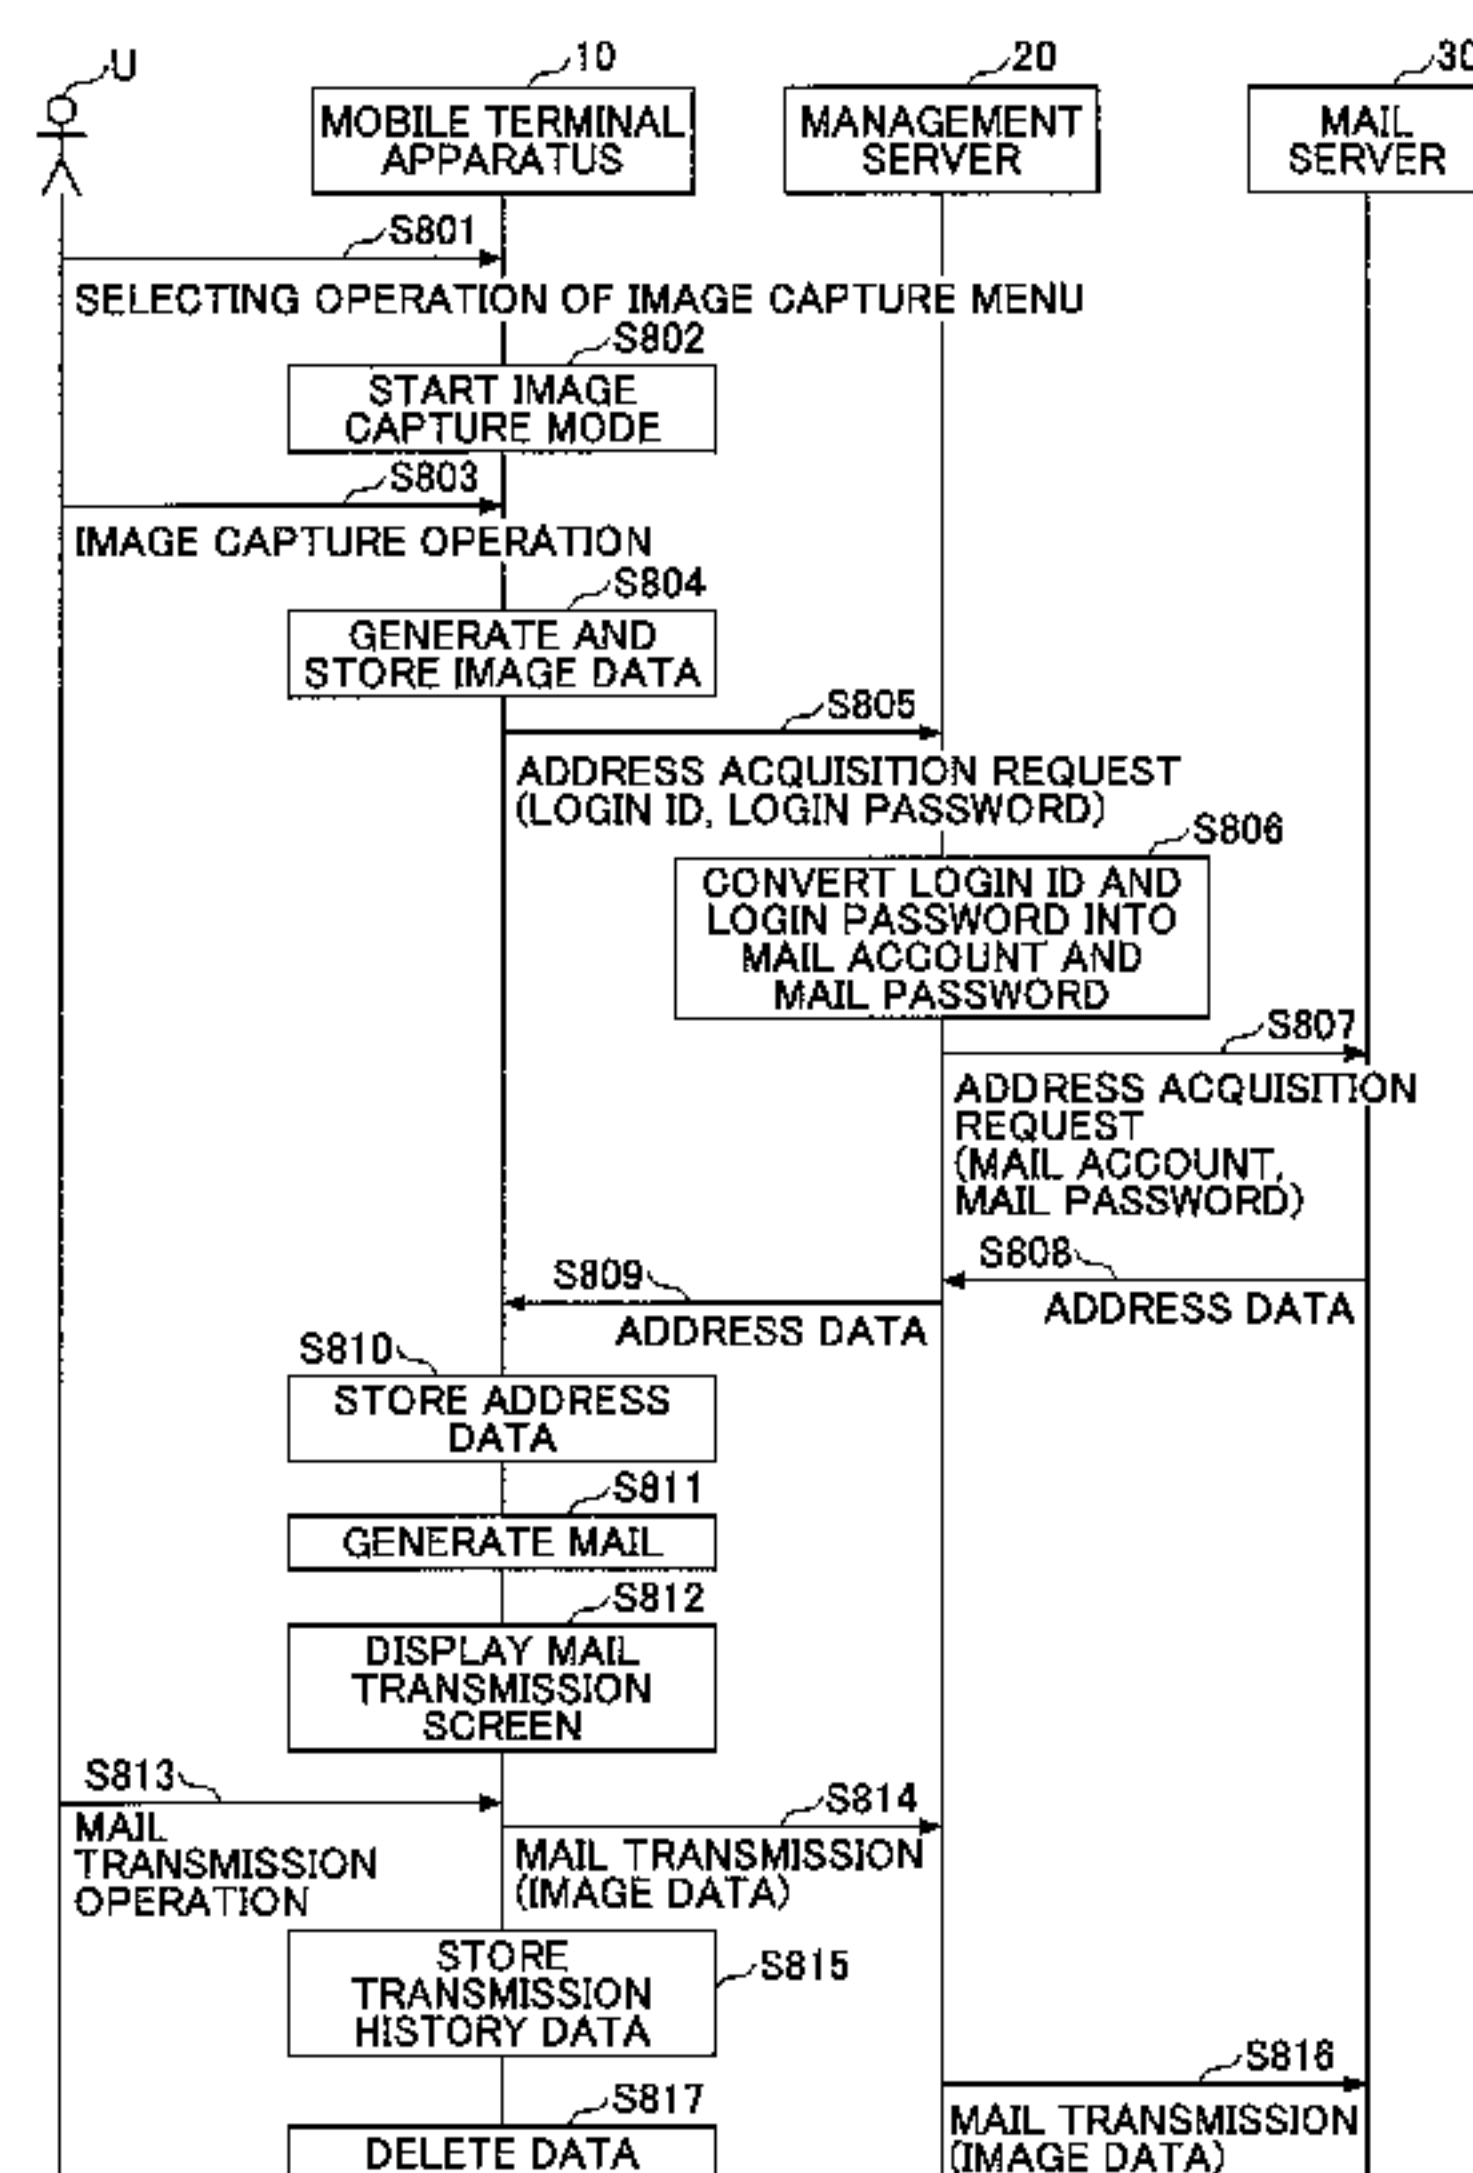 U
10
20
30
MOBILE TERMINAL
APPARATUS
MANAGEMENT
SERVER
MAIL
SERVER
S801
SELECTING OPERATION OF IMAGE CAPTURE MENU
S802
START IMAGE
CAPTURE MODE
S803
IMAGE CAPTURE OPERATION
S804
GENERATE AND
STORE IMAGE DATA
S805
ADDRESS ACQUISITION REQUEST
(LOGIN ID, LOGIN PASSWORD)
S806
CONVERT LOGIN ID AND
LOGIN PASSWORD INTO
MAIL ACCOUNT AND
MAIL PASSWORD
S807
ADDRESS ACQUISITION
REQUEST
(MAIL ACCOUNT,
MAIL PASSWORD)
S808
ADDRESS DATA
S809
ADDRESS DATA
S810
STORE ADDRESS
DATA
S811
GENERATE MAIL
S812
DISPLAY MAIL
TRANSMISSION
SCREEN
S813
MAIL
TRANSMISSION
OPERATION
S814
MAIL TRANSMISSION
(IMAGE DATA)
STORE
TRANSMISSION
HISTORY DATA
S815
S816
MAIL TRANSMISSION
(IMAGE DATA)
S817
DELETE DATA